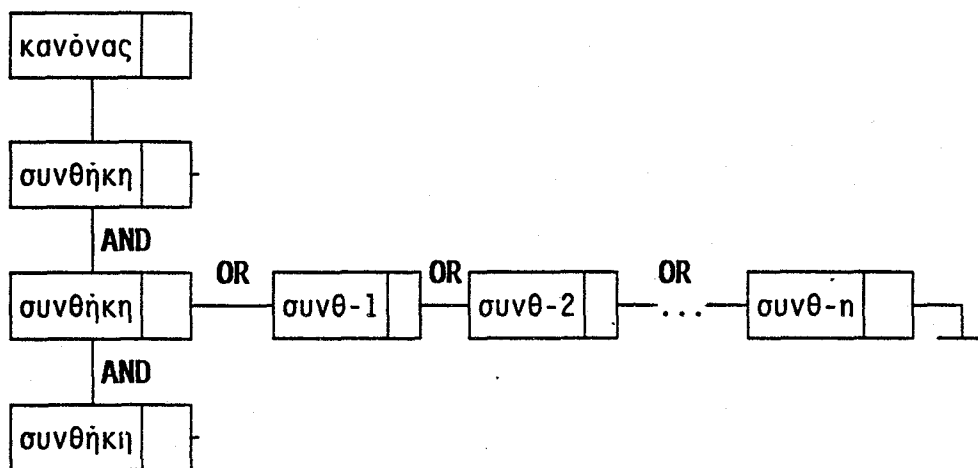 κανόνας
συνθήκη
AND
συνθήκη OR συνθ-1 OR συνθ-2 OR ... συνθ-n
AND
συνθήκη